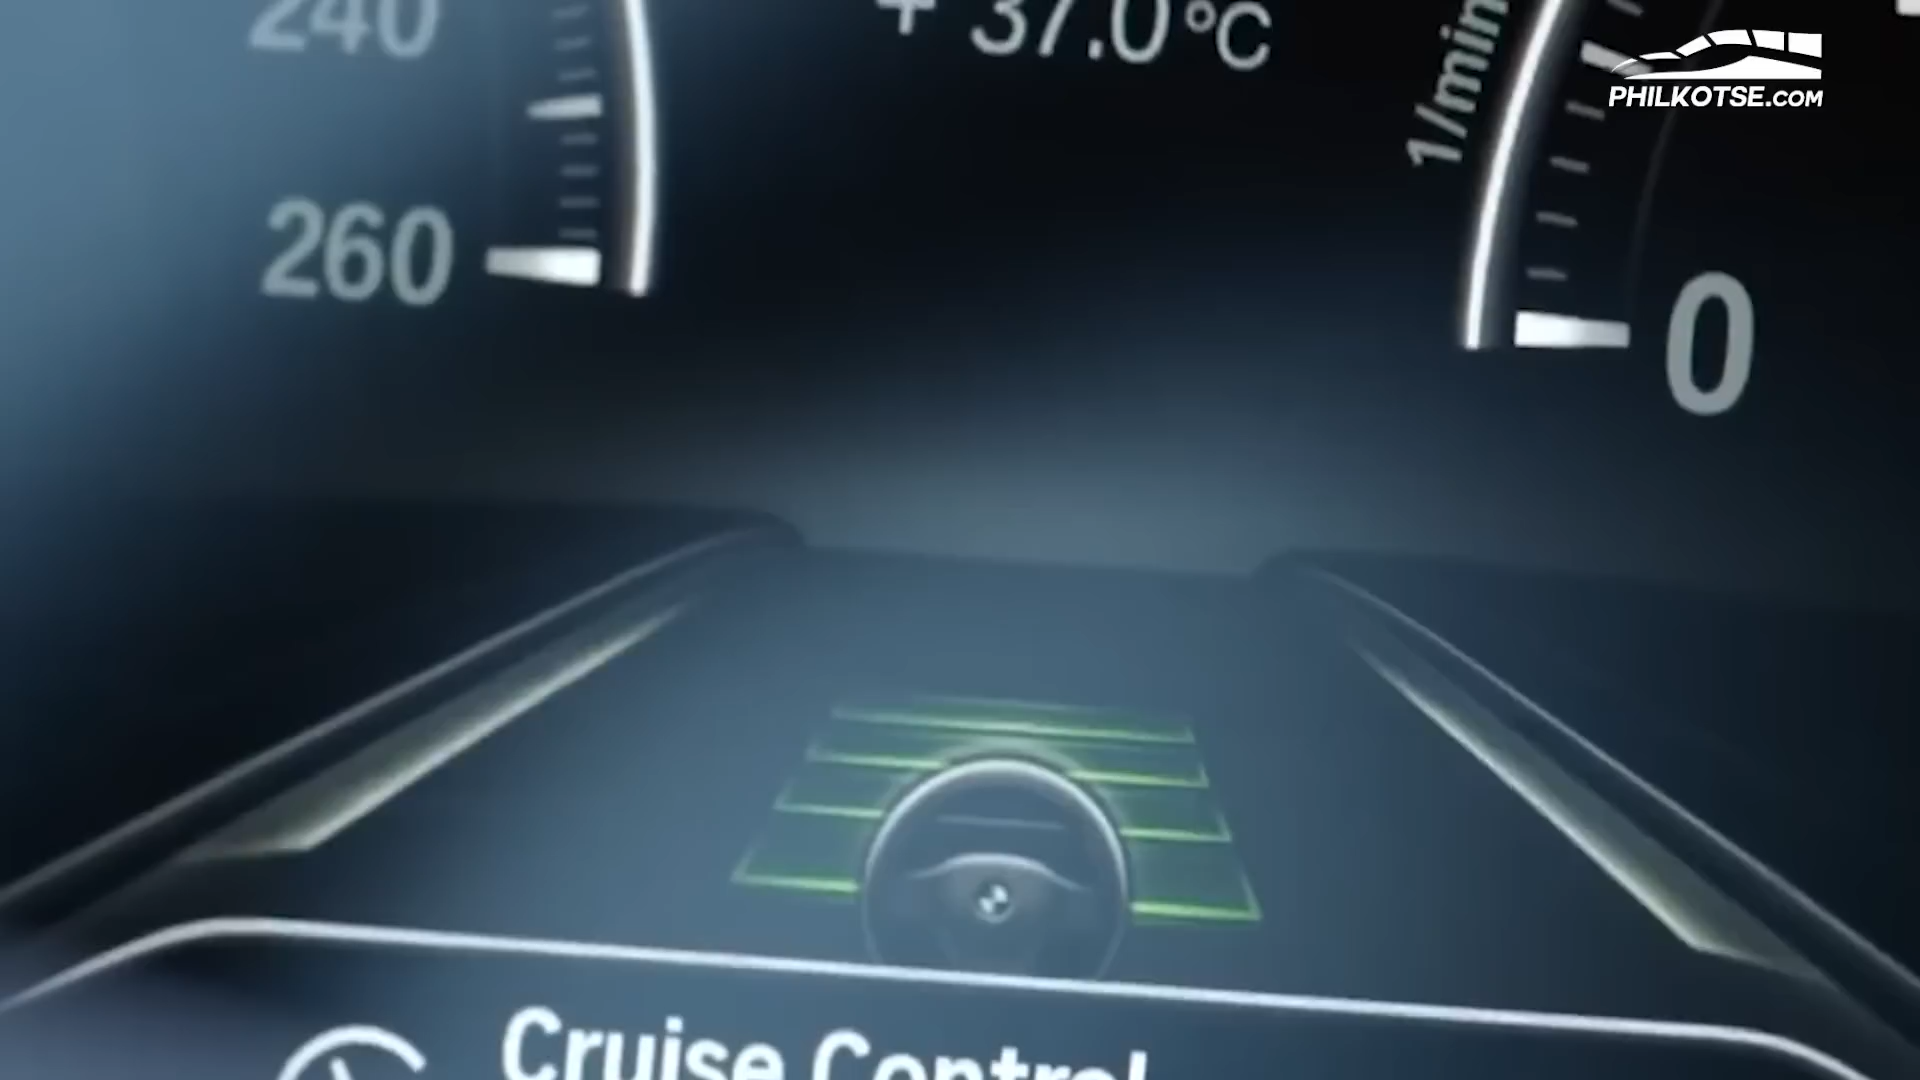 240
+ 37.0 °C
1/min
PHILKOTSE.COM
260
0
Cruise Control